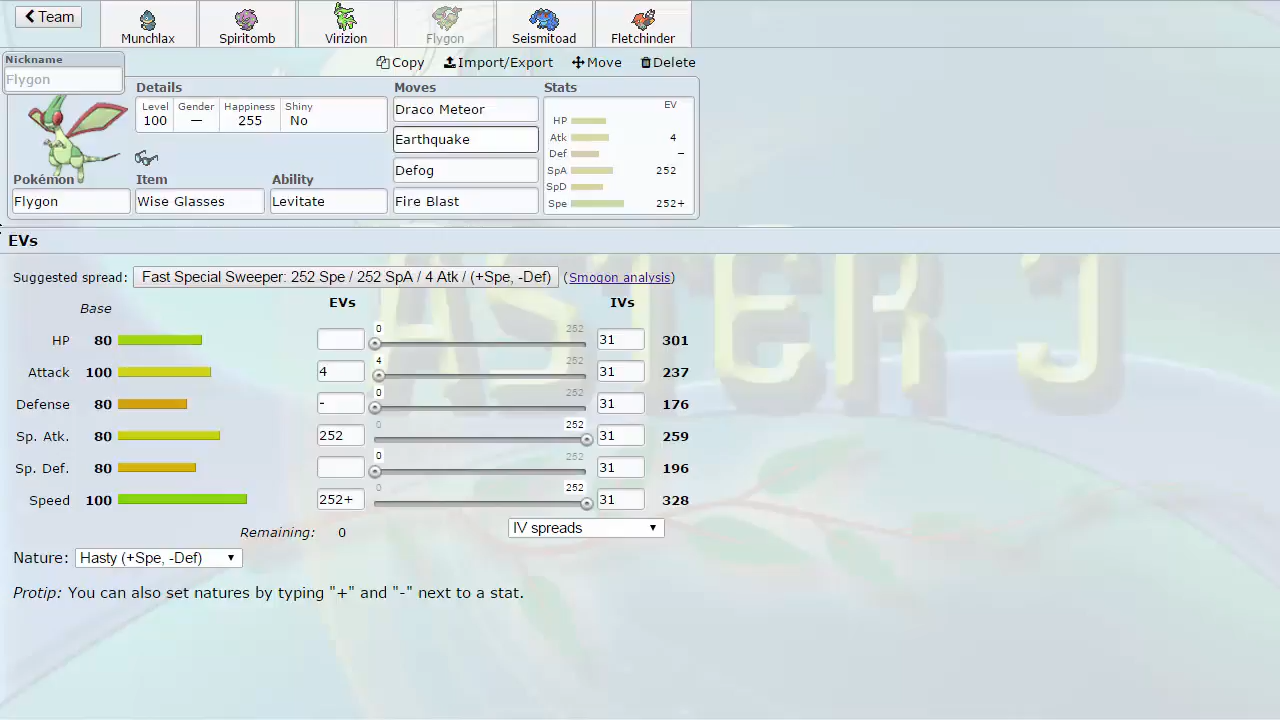 Team
Munchlax
Spiritomb
Virizion
Flygon
Seismitoad
Fletchinder
Copy Import/Export Move Delete
Nickname
Flygon
Details
Level Gender Happiness Shiny
100 — 255 No
Pokémon
Flygon
Item
Wise Glasses
Ability
Levitate
Moves
Draco Meteor
Earthquake
Defog
Fire Blast
Stats
EV
HP
Atk 4
Def −
SpA 252
SpD
Spe 252+
EVs
Suggested spread: Fast Special Sweeper: 252 Spe / 252 SpA / 4 Atk / (+Spe, -Def) (Smogon analysis)
Base EVs IVs
HP 80 0 252 31 301
Attack 100 4 4 252 31 237
Defense 80 - 0 252 31 176
Sp. Atk. 80 252 0 252 31 259
Sp. Def. 80 0 252 31 196
Speed 100 252+ 0 252 31 328
Remaining: 0 IV spreads
Nature: Hasty (+Spe, -Def)
Protip: You can also set natures by typing "+" and "-" next to a stat.
ASTER J